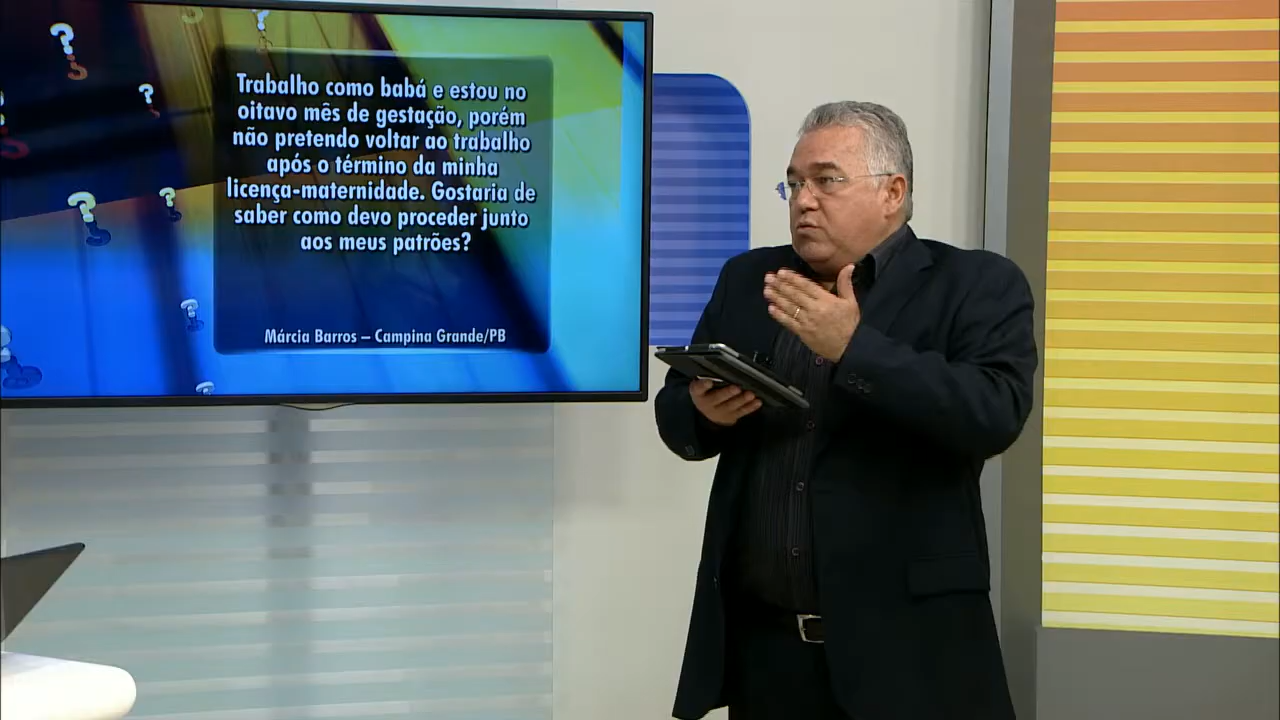 Trabalho como babá e estou no
oitavo mês de gestação, porém
não pretendo voltar ao trabalho
após o término da minha
licença-maternidade. Gostaria de
saber como devo proceder junto
aos meus patrões?
Márcia Barros – Campina Grande/PB